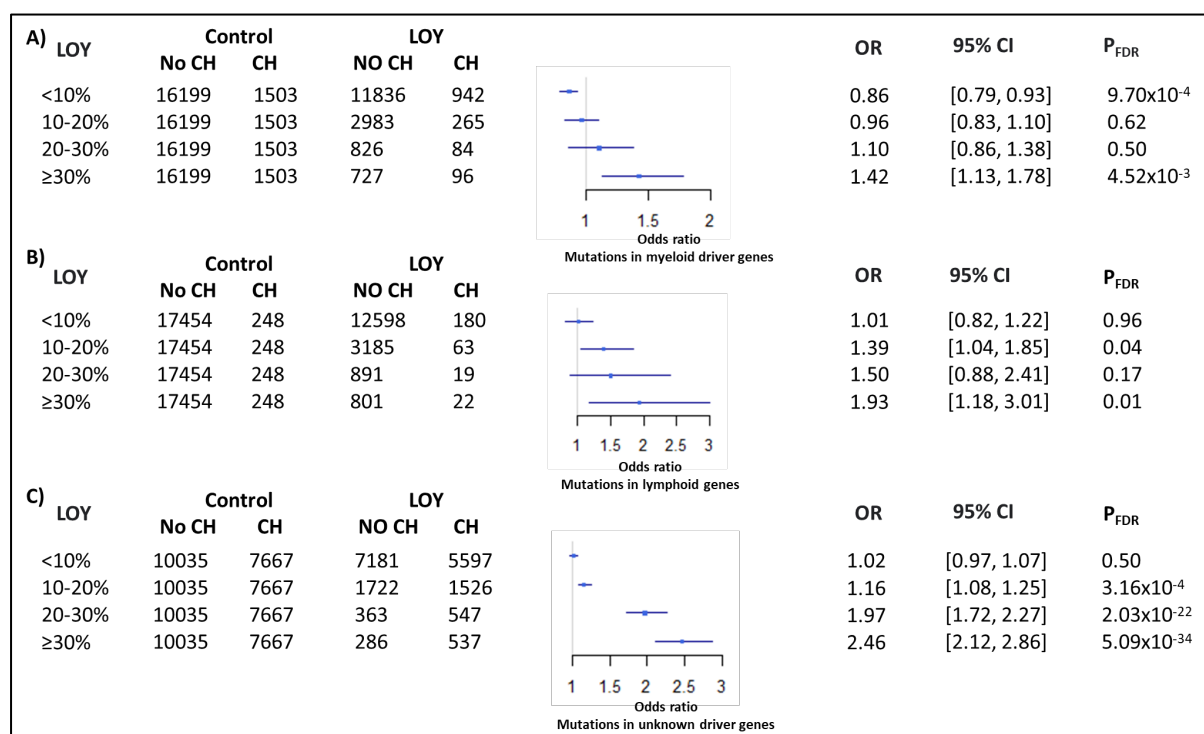 A) LOY Control LOY OR 95% CI P_FDR
No CH CH NO CH CH
<10% 16199 1503 11836 942 0.86 [0.79, 0.93] 9.70x10⁻⁴
10-20% 16199 1503 2983 265 0.96 [0.83, 1.10] 0.62
20-30% 16199 1503 826 84 1.10 [0.86, 1.38] 0.50
≥30% 16199 1503 727 96 1.42 [1.13, 1.78] 4.52x10⁻³
1 1.5 2
Odds ratio
Mutations in myeloid driver genes
B) LOY Control LOY OR 95% CI P_FDR
No CH CH NO CH CH
<10% 17454 248 12598 180 1.01 [0.82, 1.22] 0.96
10-20% 17454 248 3185 63 1.39 [1.04, 1.85] 0.04
20-30% 17454 248 891 19 1.50 [0.88, 2.41] 0.17
≥30% 17454 248 801 22 1.93 [1.18, 3.01] 0.01
1 1.5 2 2.5 3
Odds ratio
Mutations in lymphoid genes
C) LOY Control LOY OR 95% CI P_FDR
No CH CH NO CH CH
<10% 10035 7667 7181 5597 1.02 [0.97, 1.07] 0.50
10-20% 10035 7667 1722 1526 1.16 [1.08, 1.25] 3.16x10⁻⁴
20-30% 10035 7667 363 547 1.97 [1.72, 2.27] 2.03x10⁻²²
≥30% 10035 7667 286 537 2.46 [2.12, 2.86] 5.09x10⁻³⁴
1 1.5 2 2.5 3
Odds ratio
Mutations in unknown driver genes